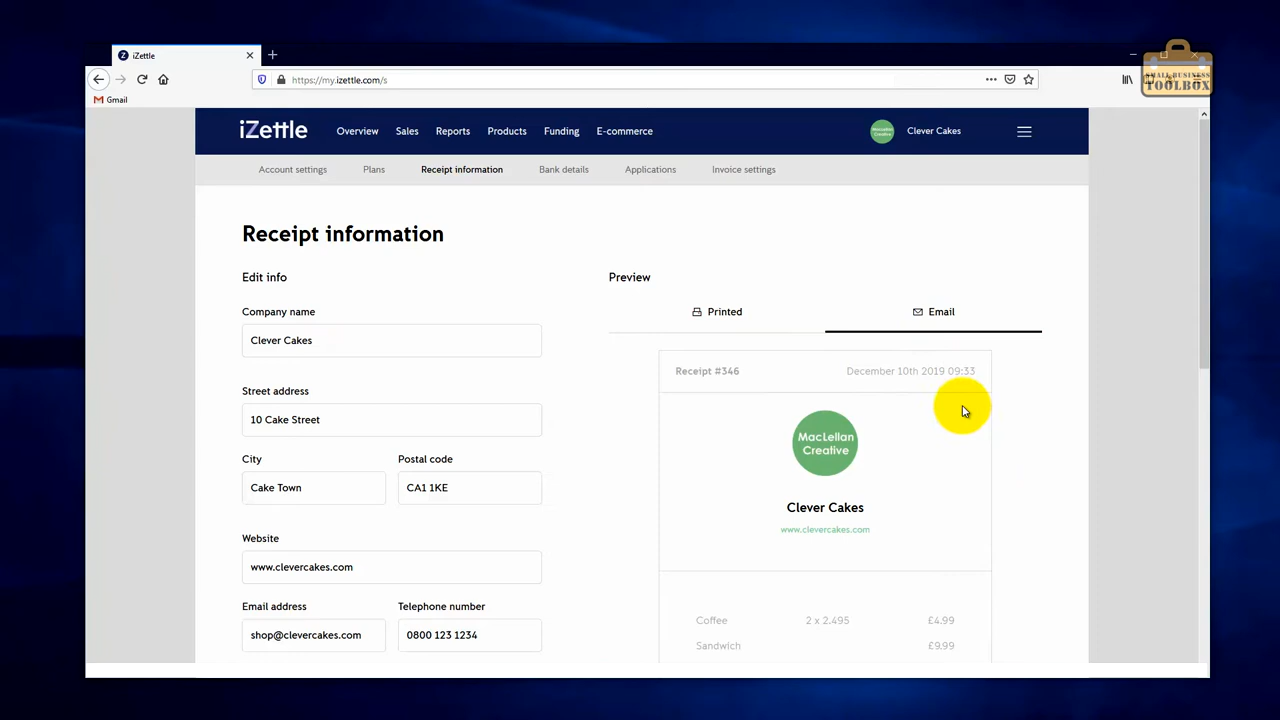 iZettle
https://my.izettle.com/s
Gmail
SMALL BUSINESS
TOOLBOX
iZettle
Overview
Sales
Reports
Products
Funding
E-commerce
Clever Cakes
Account settings
Plans
Receipt information
Bank details
Applications
Invoice settings
Receipt information
Edit info
Company name
Clever Cakes
Street address
10 Cake Street
City
Postal code
Cake Town
CA1 1KE
Website
www.clevercakes.com
Email address
Telephone number
shop@clevercakes.com
0800 123 1234
Preview
Printed
Email
Receipt #346
December 10th 2019 09:33
MacLellan
Creative
Clever Cakes
www.clevercakes.com
Coffee
2 x 2.495
£4.99
Sandwich
£9.99